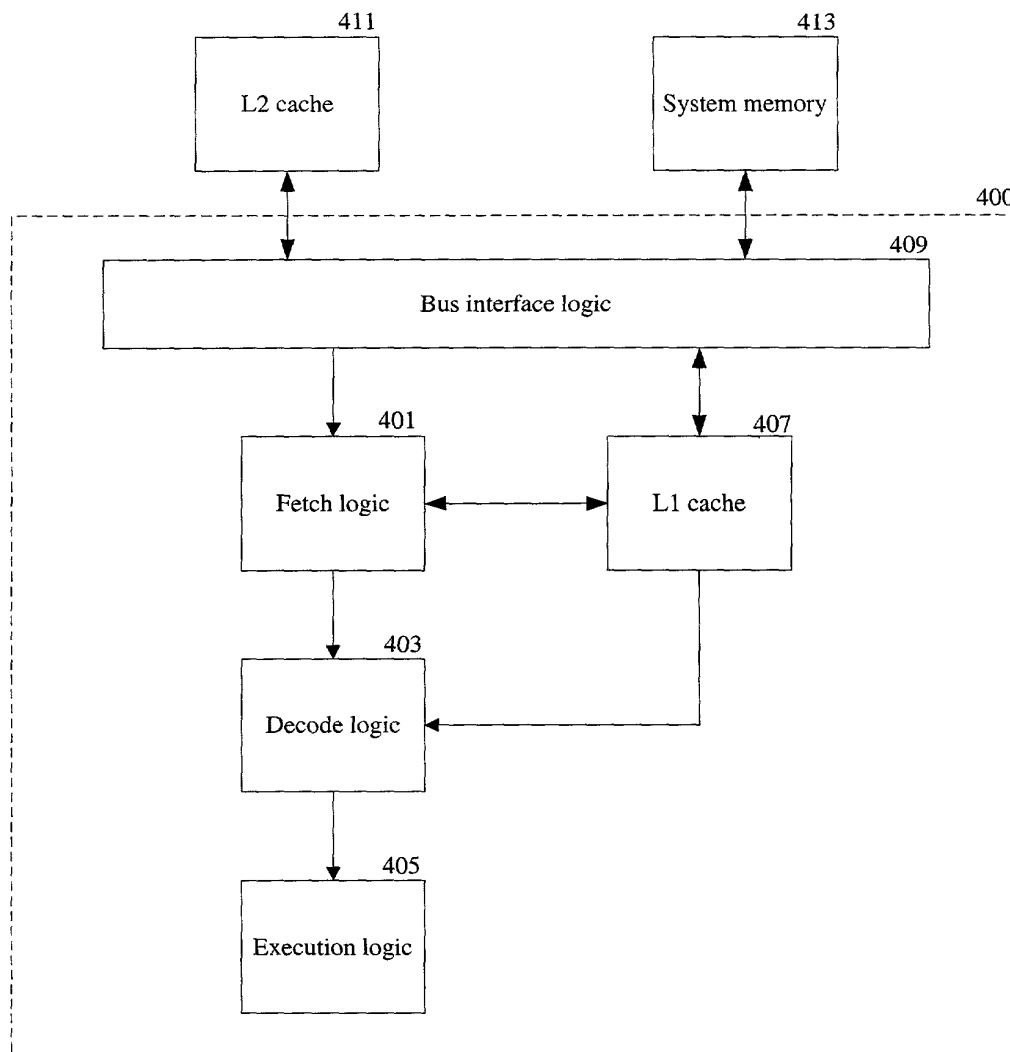 411
L2 cache
413
System memory
400
409
Bus interface logic
401
Fetch logic
407
L1 cache
403
Decode logic
405
Execution logic